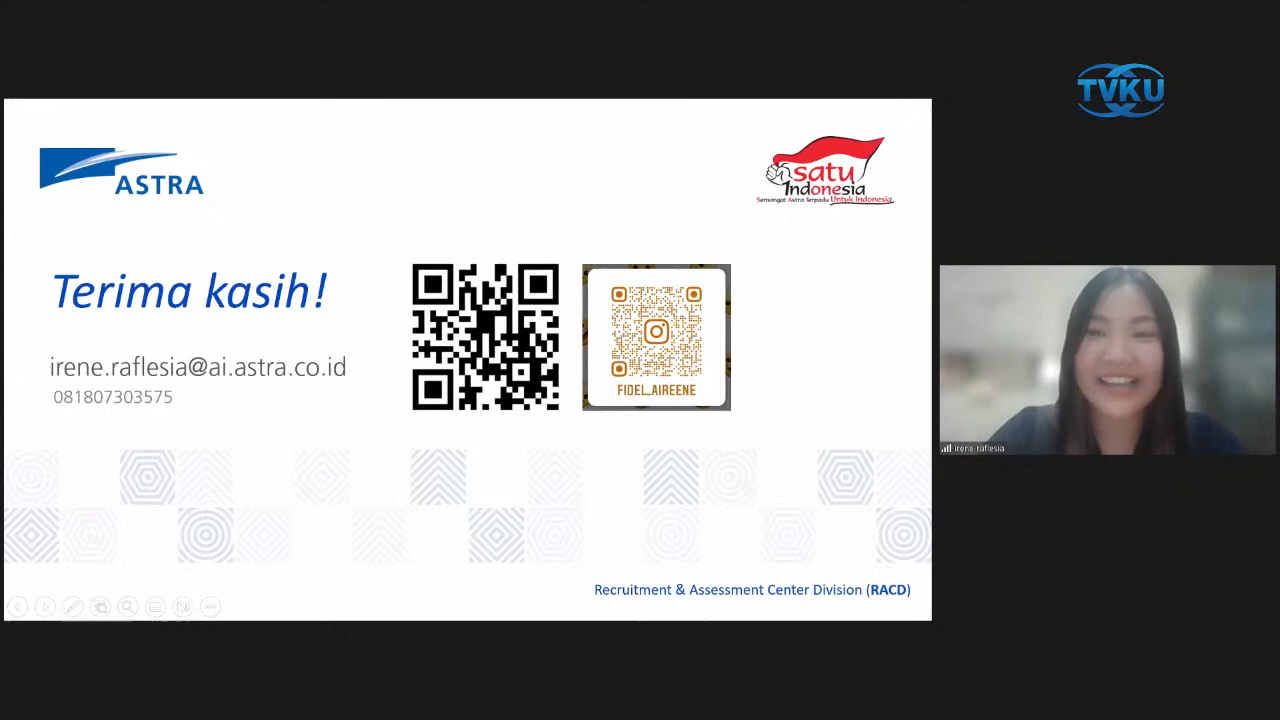 TVKU
ASTRA
satu
Indonesia
Semangat Astra Terpadu Untuk Indonesia
Terima kasih!
irene.raflesia@ai.astra.co.id
081807303575
FIDEL_AIREENE
irene raflesia
Recruitment & Assessment Center Division (RACD)